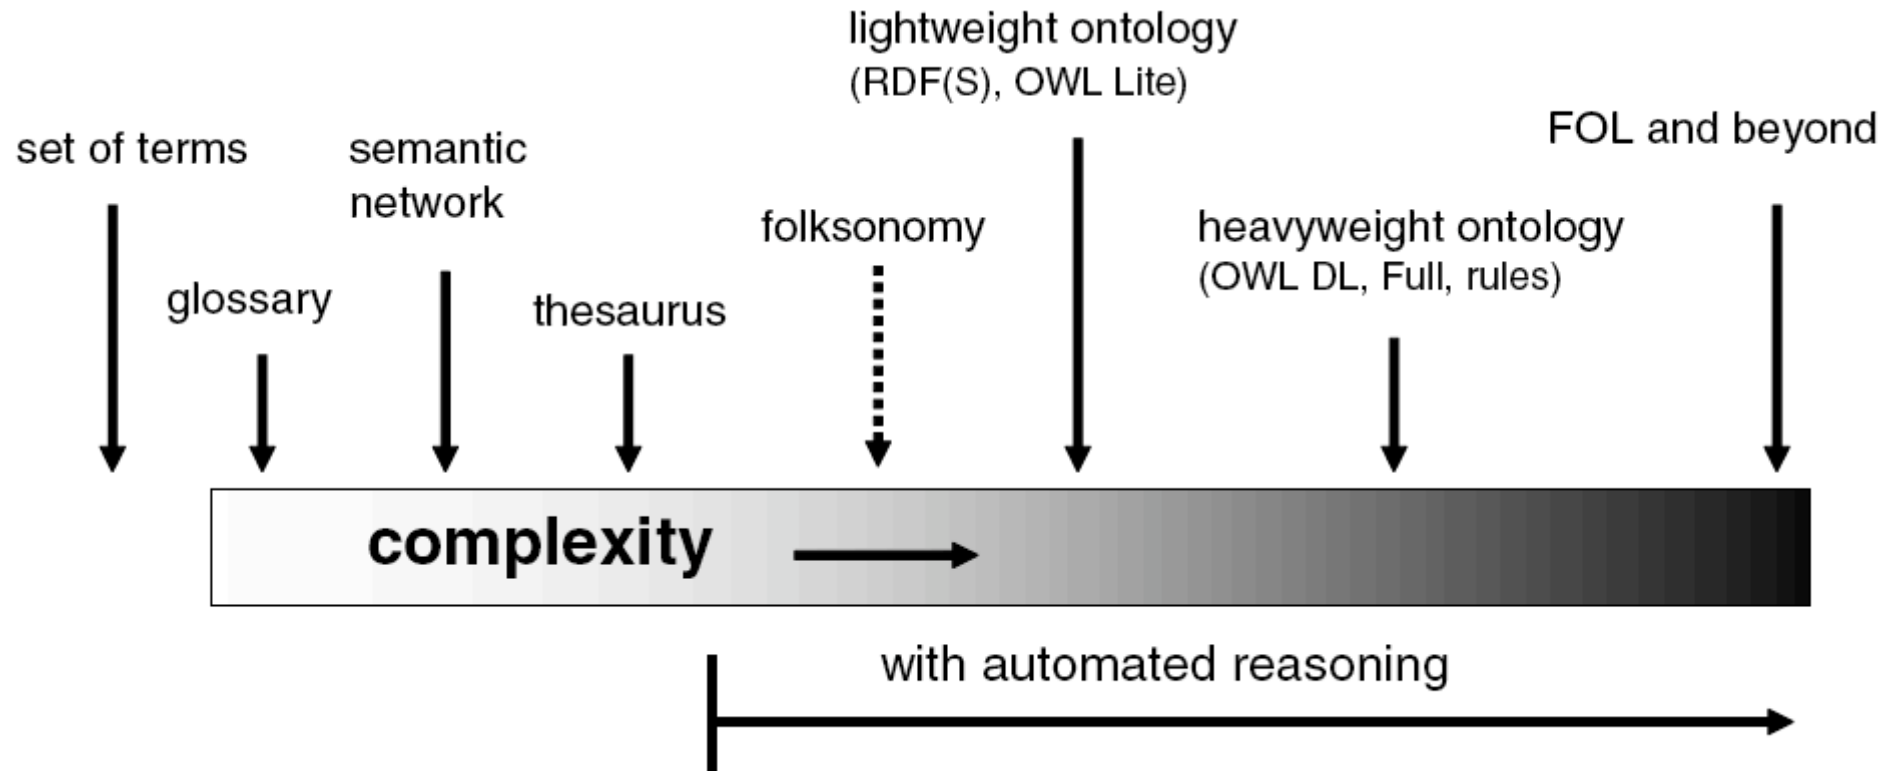 lightweight ontology
(RDF(S), OWL Lite)
FOL and beyond
set of terms
semantic
network
folksonomy
heavyweight ontology
(OWL DL, Full, rules)
glossary
thesaurus
complexity
with automated reasoning